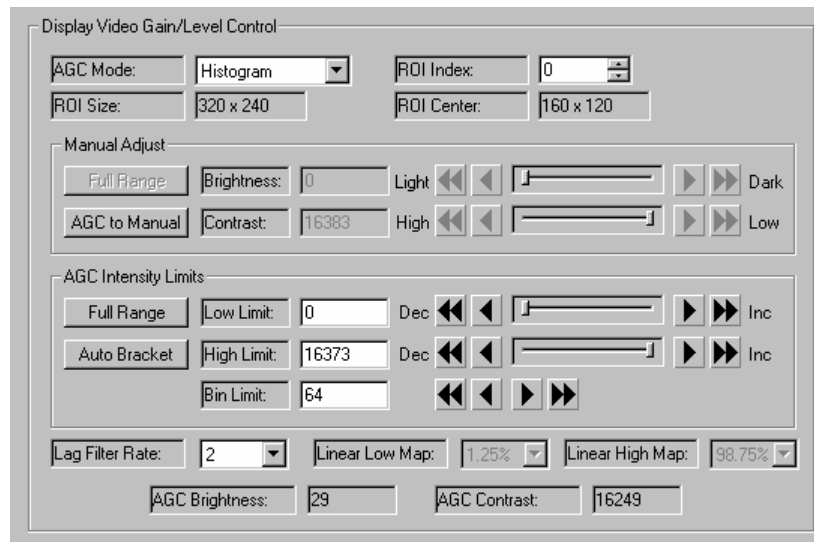 Display Video Gain/Level Control
AGC Mode: Histogram ROI Index: 0
ROI Size: 320 x 240 ROI Center: 160 x 120
Manual Adjust
Full Range Brightness: 0 Light Dark
AGC to Manual Contrast: 16383 High Low
AGC Intensity Limits
Full Range Low Limit: 0 Dec Inc
Auto Bracket High Limit: 16373 Dec Inc
Bin Limit: 64
Lag Filter Rate: 2 Linear Low Map: 1.25% Linear High Map: 98.75%
AGC Brightness: 29 AGC Contrast: 16249